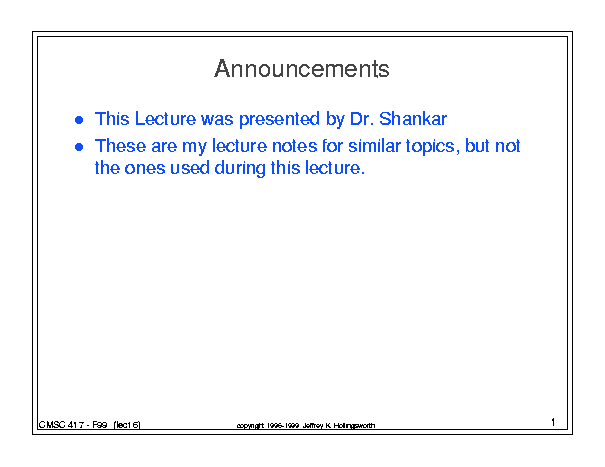 Announcements
● This Lecture was presented by Dr. Shankar
● These are my lecture notes for similar topics, but not
the ones used during this lecture.
CMSC 417 - F99 (lect6)
copyright 1996-1999 Jeffrey K. Hollingsworth
1